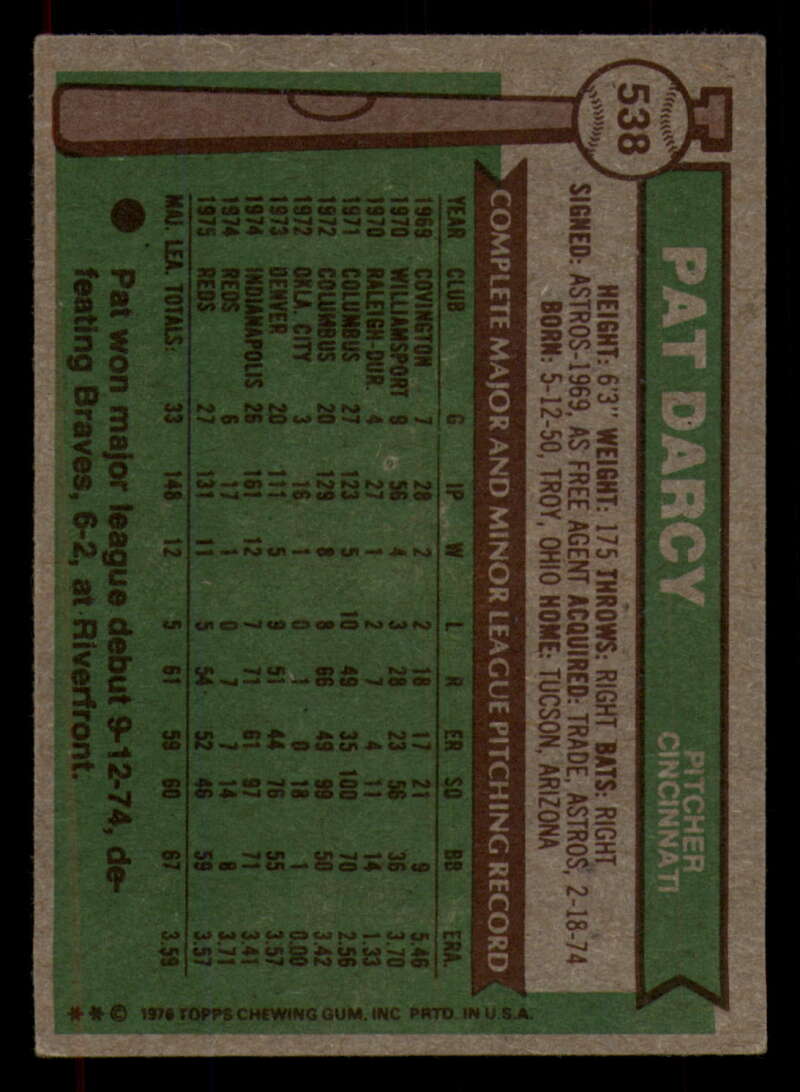 538
PAT DARCY
PITCHER
CINCINNATI
HEIGHT: 6'3" WEIGHT: 175 THROWS: RIGHT BATS: RIGHT
SIGNED: ASTROS-1969, AS FREE AGENT ACQUIRED: TRADE, ASTROS, 2-18-74
BORN: 5-12-50, TROY, OHIO HOME: TUCSON, ARIZONA
COMPLETE MAJOR AND MINOR LEAGUE PITCHING RECORD
YEAR CLUB G IP W L R ER SO BB ERA.
1969 COVINGTON 7 28 2 2 18 17 21 9 5.46
1970 WILLIAMSPORT 9 56 4 3 28 23 56 36 3.70
1970 RALEIGH-DUR. 4 27 1 2 7 4 11 14 1.33
1971 COLUMBUS 27 123 5 10 49 35 100 70 2.56
1972 COLUMBUS 20 129 8 8 66 49 99 50 3.42
1972 OKLA. CITY 3 16 1 0 1 0 18 1 0.00
1973 DENVER 20 111 5 9 51 44 76 55 3.57
1974 INDIANAPOLIS 26 161 12 7 71 61 97 71 3.41
1974 REDS 6 17 1 0 7 7 14 8 3.71
1975 REDS 27 131 11 5 54 52 46 59 3.57
MAJ. LEA. TOTALS: 33 148 12 5 61 59 60 67 3.59
Pat won major league debut 9-12-74, de-
feating Braves, 6-2, at Riverfront.
** © 1976 TOPPS CHEWING GUM, INC PRTD. IN U.S.A.